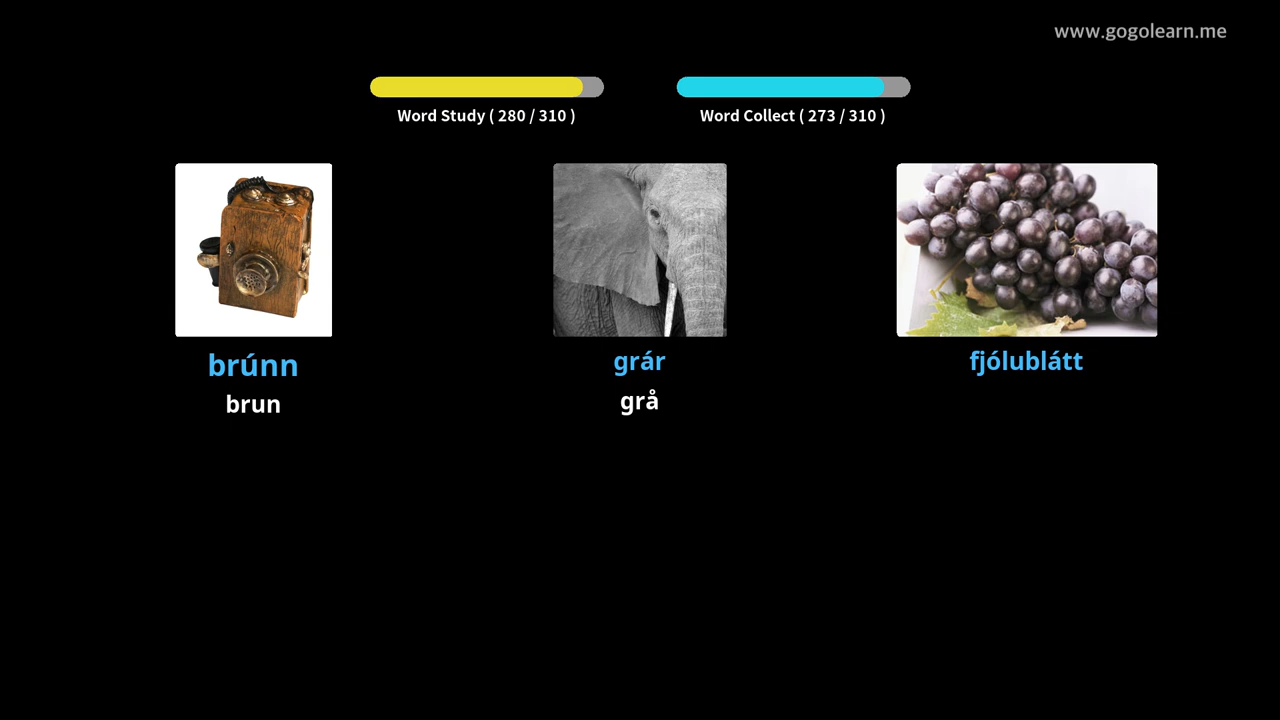 www.gogolearn.me
Word Study ( 280 / 310 )
Word Collect ( 273 / 310 )
brúnn
grár
fjólublátt
brun
grå